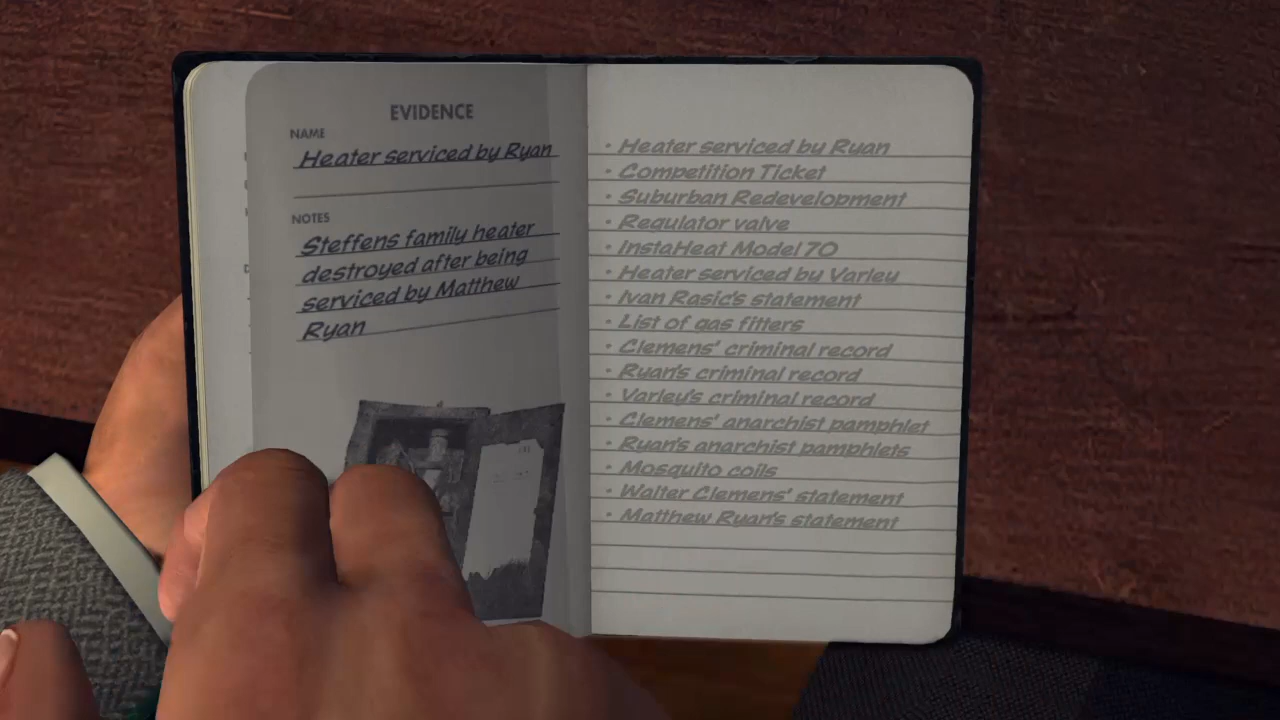 EVIDENCE
NAME
Heater serviced by Ryan
NOTES
Steffens family heater
destroyed after being
serviced by Matthew
Ryan
• Heater serviced by Ryan
• Competition Ticket
• Suburban Redevelopment
• Regulator valve
• InstaHeat Model 70
• Heater serviced by Varley
• Ivan Rasic's statement
• List of gas fitters
• Clemens' criminal record
• Ryan's criminal record
• Varley's criminal record
• Clemens' anarchist pamphlet
• Ryan's anarchist pamphlets
• Mosquito coils
• Walter Clemens' statement
• Matthew Ryan's statement